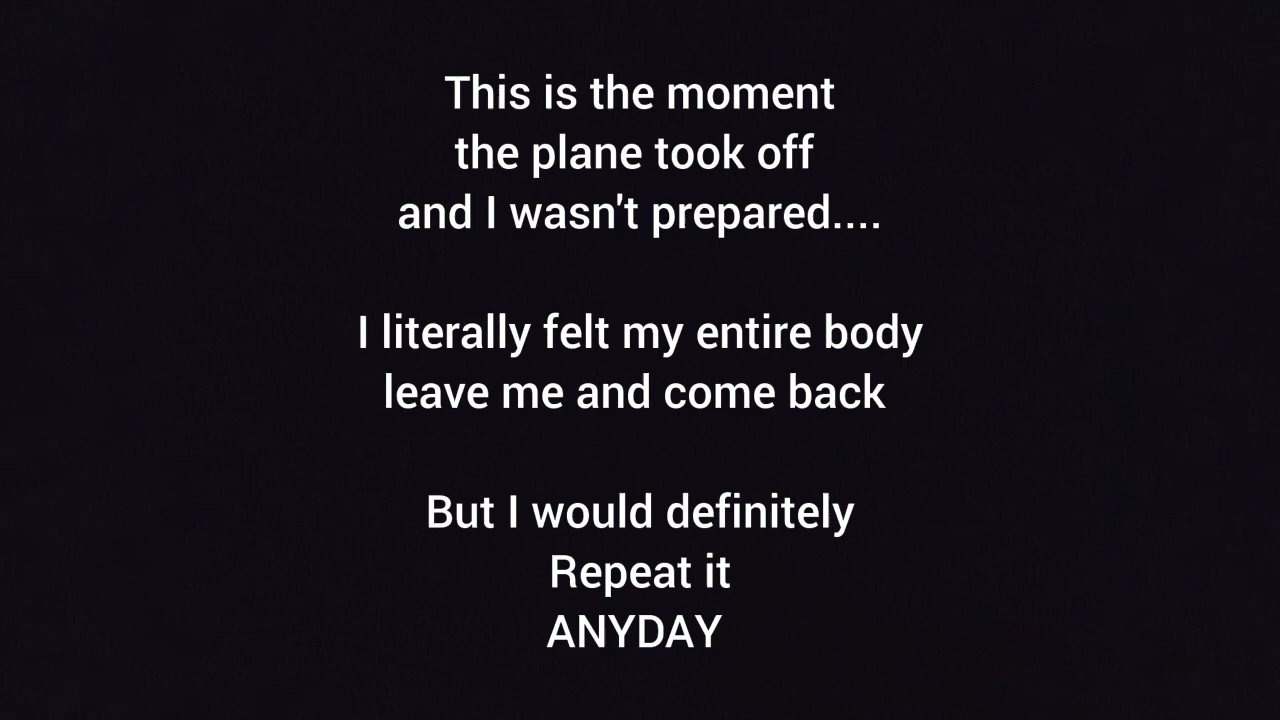 This is the moment
the plane took off
and I wasn't prepared....
I literally felt my entire body
leave me and come back
But I would definitely
Repeat it
ANYDAY